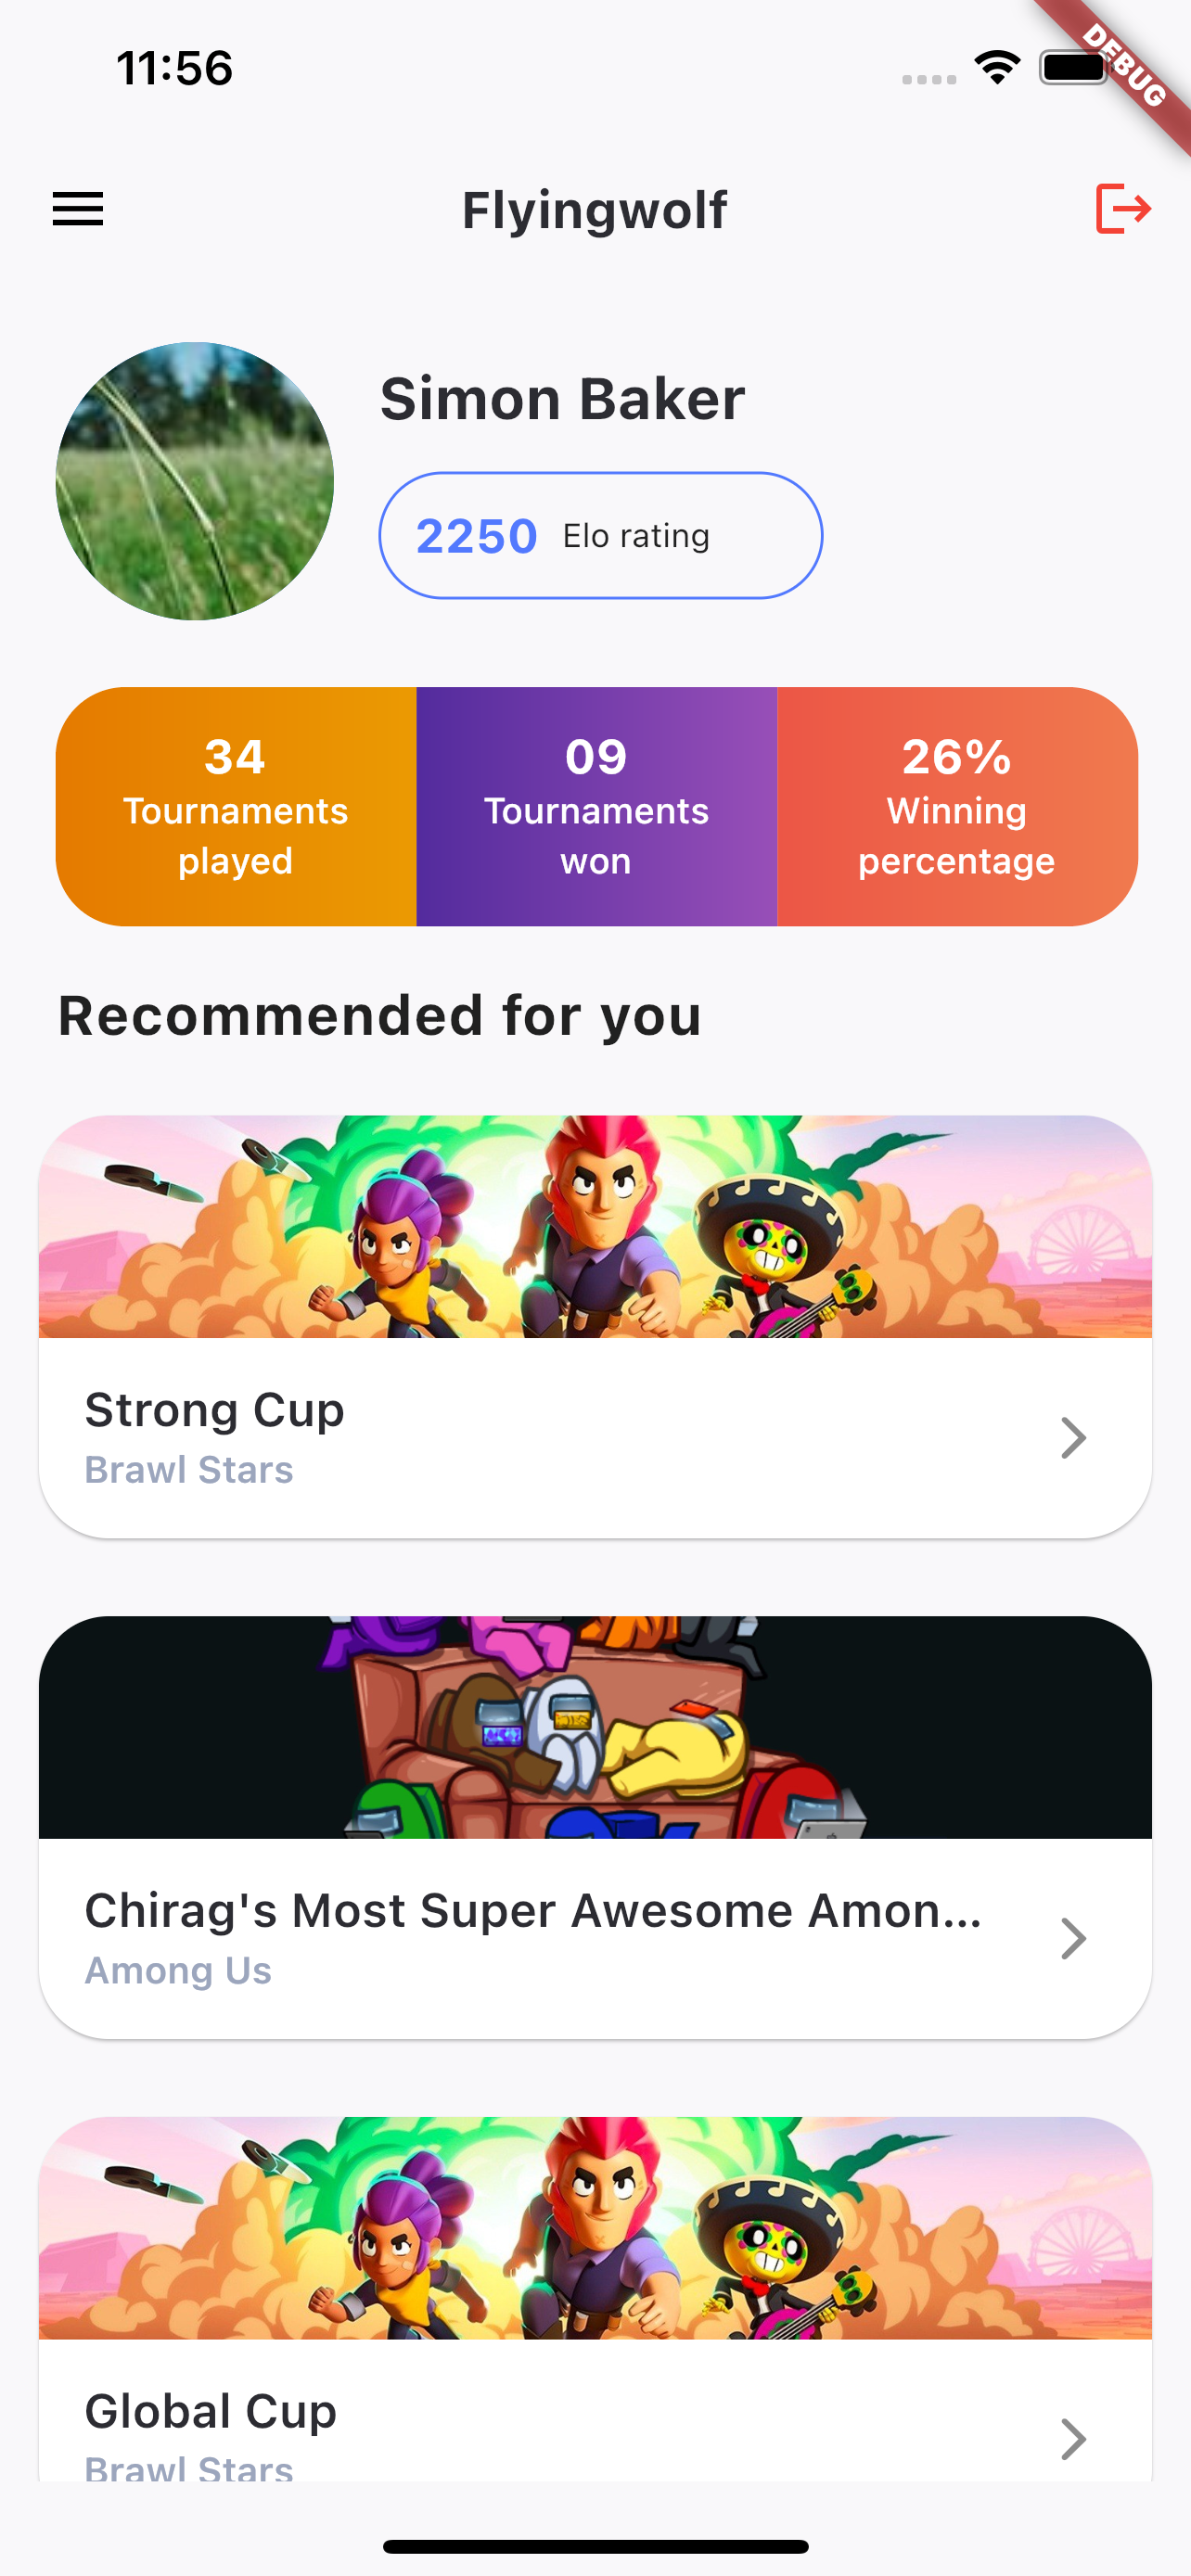 11:56
DEBUG
Flyingwolf
Simon Baker
2250 Elo rating
34
Tournaments
played
09
Tournaments
won
26%
Winning
percentage
Recommended for you
Strong Cup
Brawl Stars
Chirag's Most Super Awesome Amon...
Among Us
Global Cup
Brawl Stars